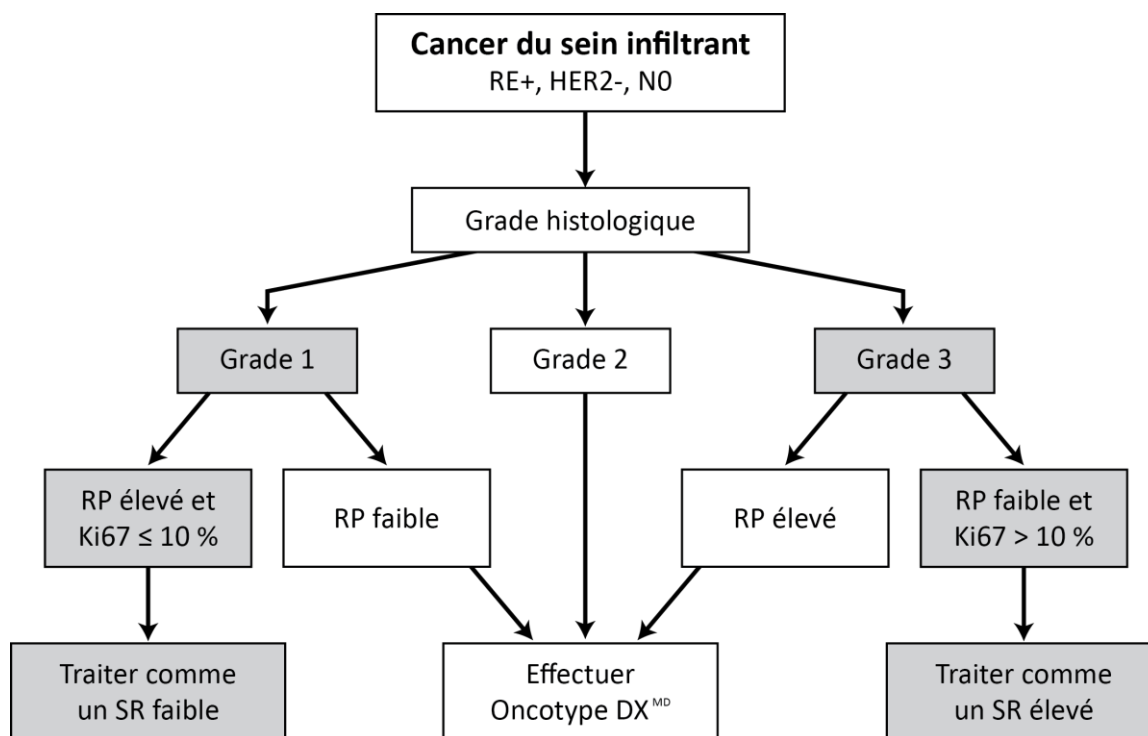 Cancer du sein infiltrant
RE+, HER2-, N0
Grade histologique
Grade 1
Grade 2
Grade 3
RP élevé et
Ki67 ≤ 10 %
RP faible
RP élevé
RP faible et
Ki67 > 10 %
Traiter comme
un SR faible
Effectuer
Oncotype DX MD
Traiter comme
un SR élevé